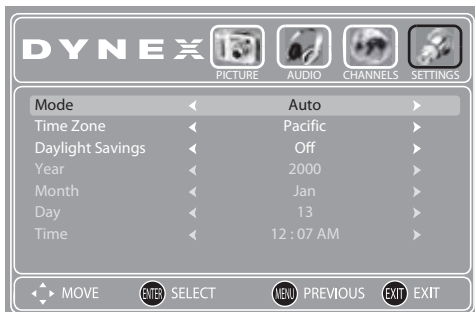 DYNEX
PICTURE AUDIO CHANNELS SETTINGS
Mode Auto
Time Zone Pacific
Daylight Savings Off
Year 2000
Month Jan
Day 13
Time 12 : 07 AM
MOVE ENTER SELECT MENU PREVIOUS EXIT EXIT